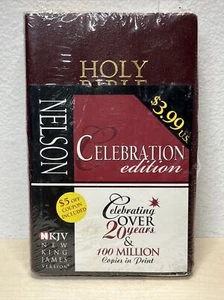 HOLY
BIBLE
$3.99 U.S.
NELSON
CELEBRATION
edition
$5 OFF
COUPON
INCLUDED
Celebrating
OVER
20 years
&
100 MILLION
Copies in Print
NKJV
NEW
KING
JAMES
VERSION